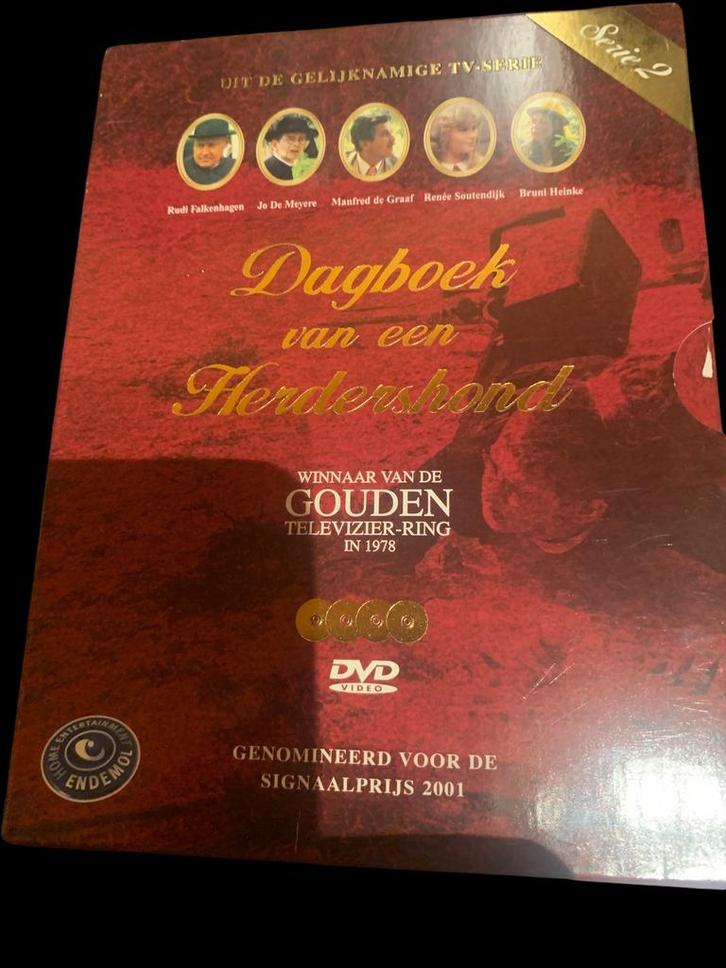 Serie 2
UIT DE GELIJKNAMIGE TV-SERIE
Rudi Falkenhagen Jo De Meyere Manfred de Graaf Renée Soutendijk Bruni Heinke
Dagboek
van een
Herdershond
WINNAAR VAN DE
GOUDEN
TELEVIZIER-RING
IN 1978
DVD
VIDEO
HOME ENTERTAINMENT
ENDEMOL
GENOMINEERD VOOR DE
SIGNAALPRIJS 2001